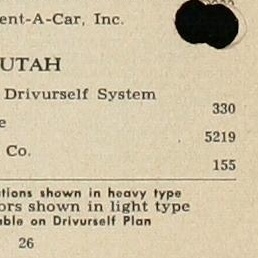 ent-A-Car, Inc.
UTAH
Drivurself System
330
e
5219
Co.
155
tions shown in heavy type
ors shown in light type
ble on Drivurself Plan
26